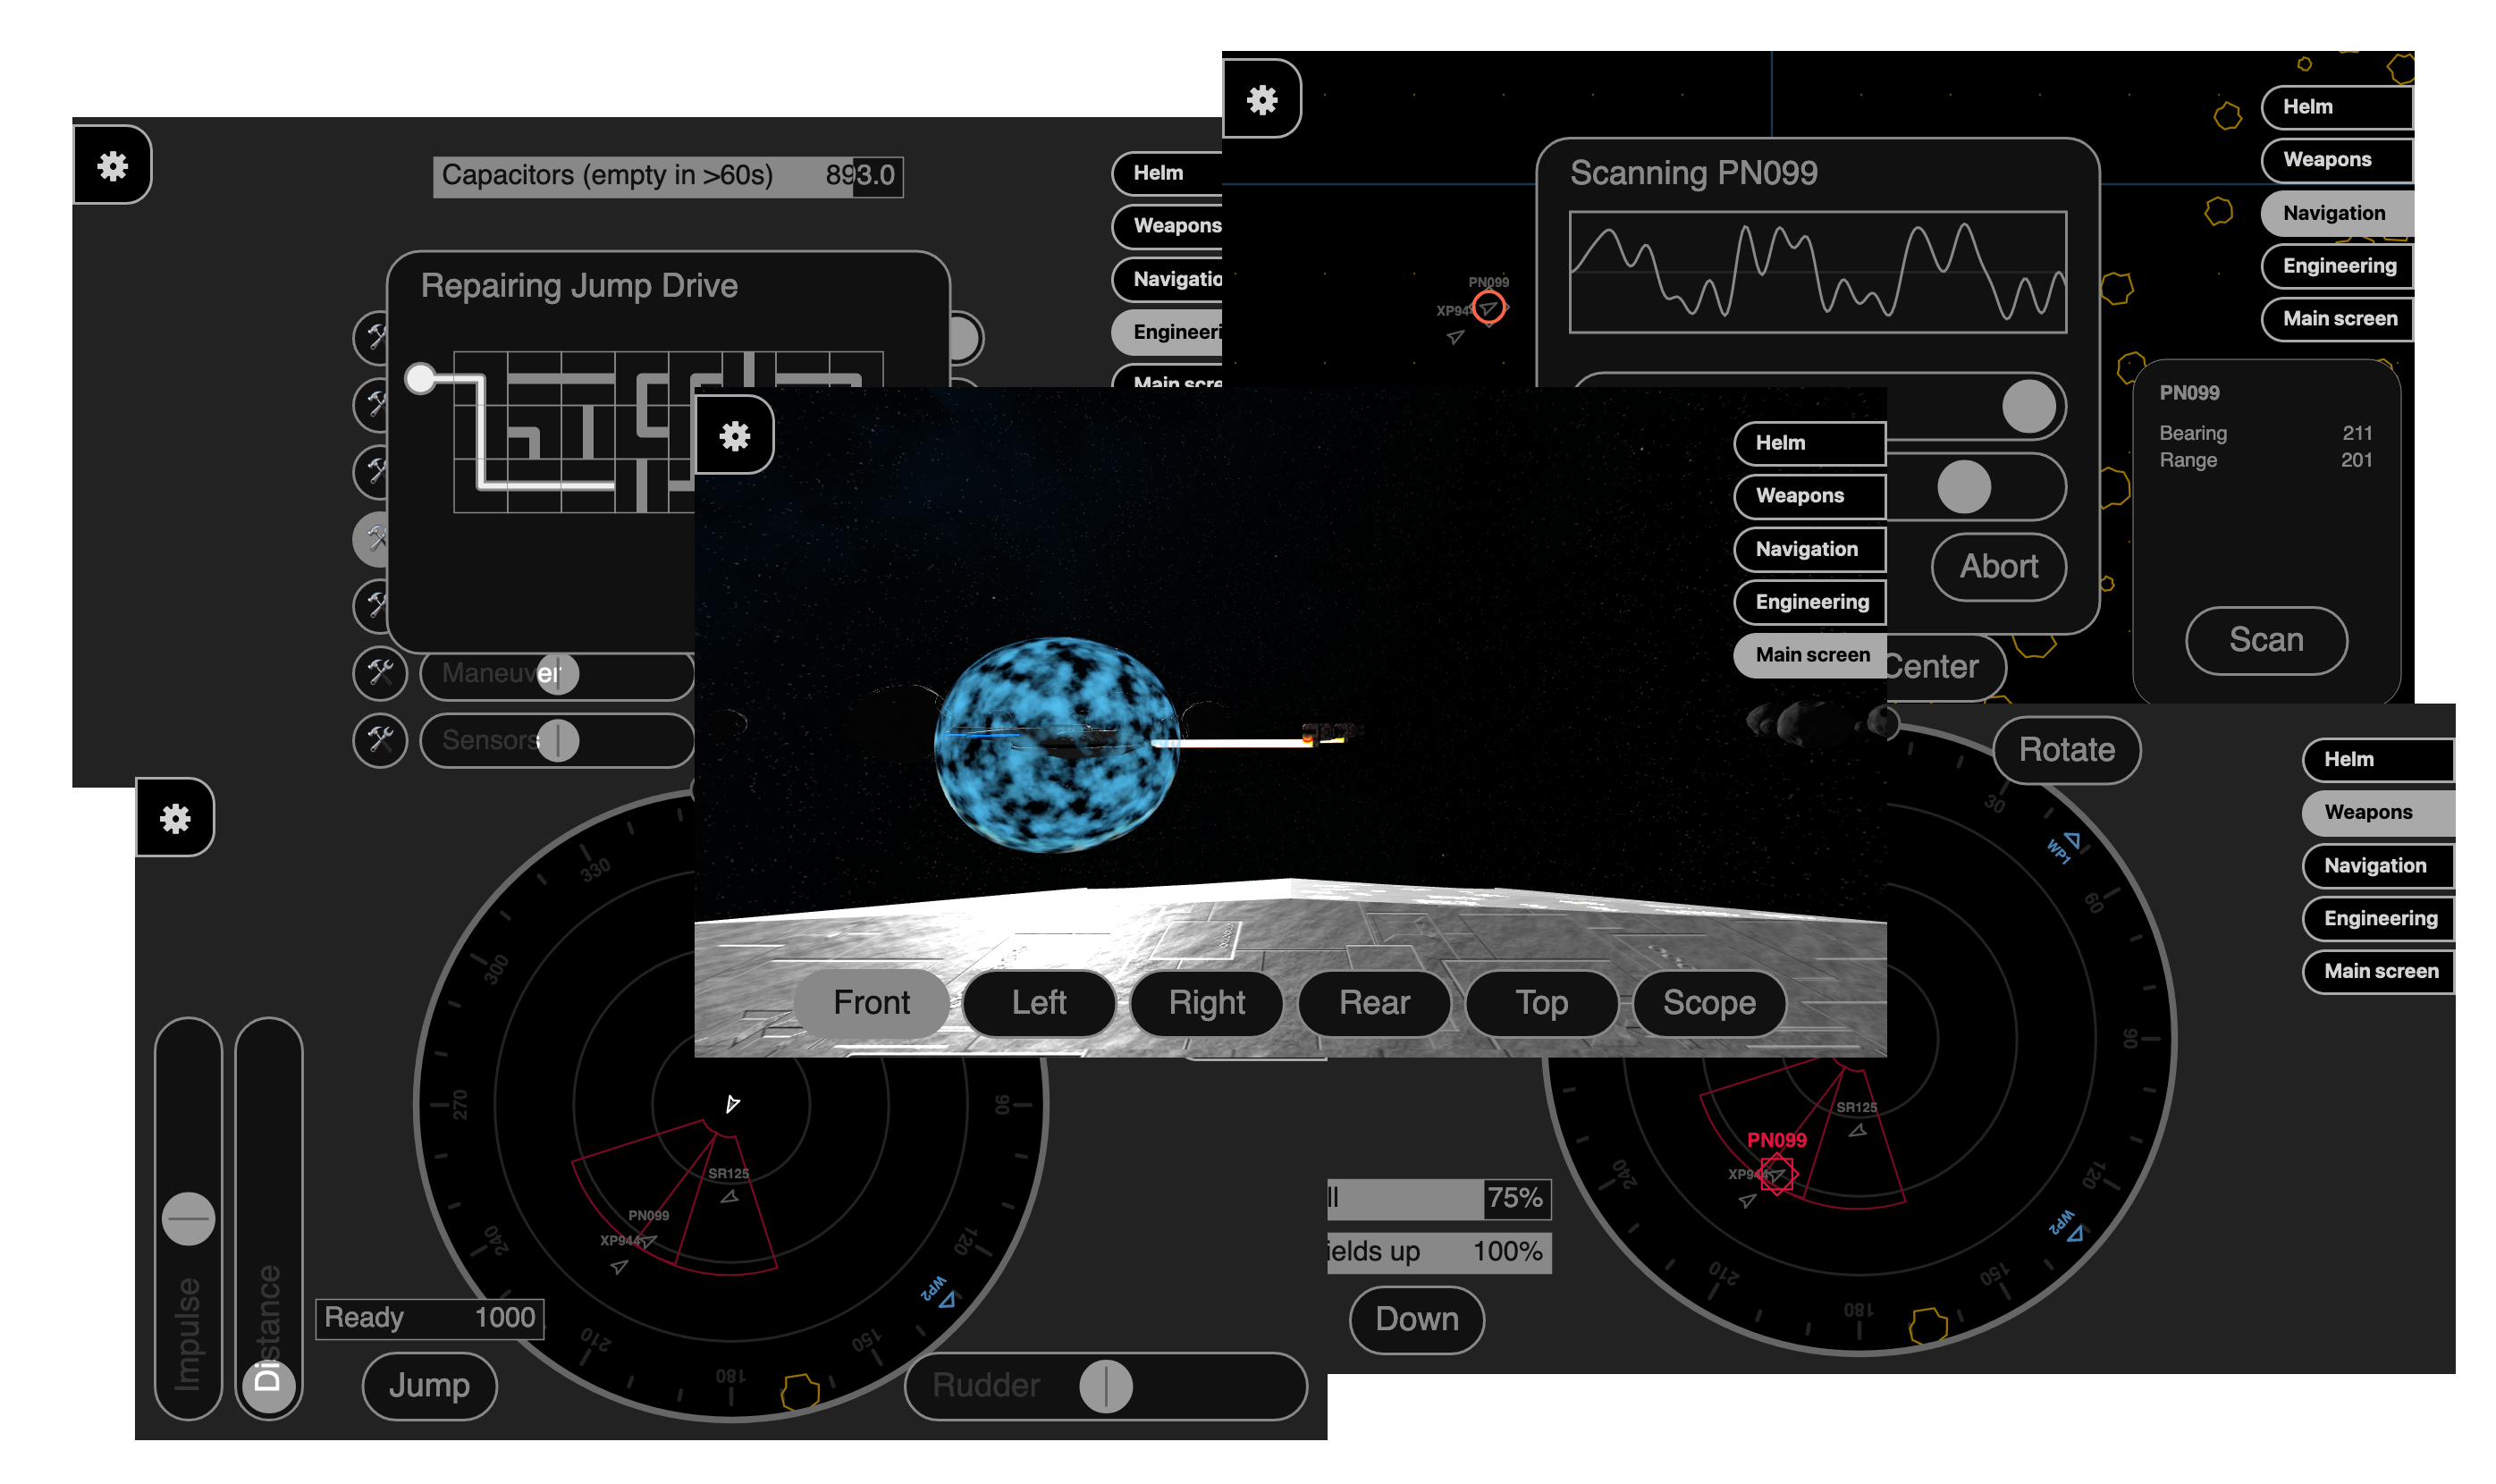 Capacitors (empty in >60s) 893.0
Helm
Weapons
Navigatio
Engineeri
Main scre
Repairing Jump Drive
Maneuver
Sensors
Scanning PN099
PN099
XP94
Helm
Weapons
Navigation
Engineering
Main screen
PN099
Bearing 211
Range 201
Abort
Scan
Center
Helm
Weapons
Navigation
Engineering
Main screen
Front
Left
Right
Rear
Top
Scope
330
300
270
240
210
180
150
120
90
SR125
PN099
XP944
WP2
Impulse
Distance
Ready 1000
Jump
Rudder
Rotate
Helm
Weapons
Navigation
Engineering
Main screen
30
WP1
60
90
120
WP2
150
180
210
240
SR125
PN099
XP944
ll 75%
ields up 100%
Down